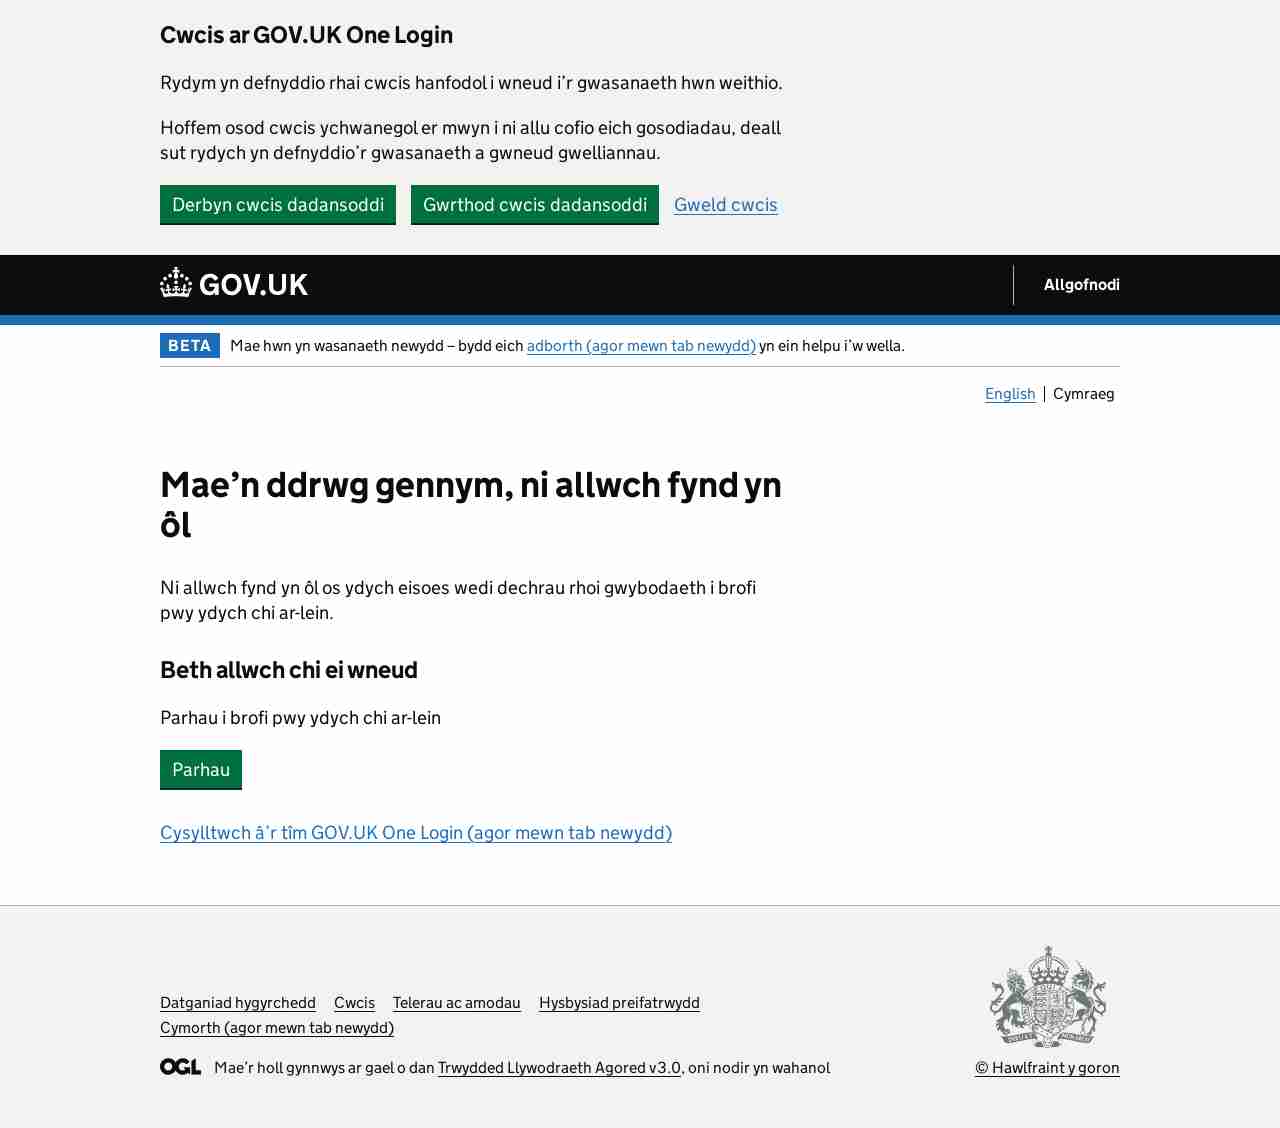 Cwcis ar GOV.UK One Login
Rydym yn defnyddio rhai cwcis hanfodol i wneud i’r gwasanaeth hwn weithio.
Hoffem osod cwcis ychwanegol er mwyn i ni allu cofio eich gosodiadau, deall
sut rydych yn defnyddio’r gwasanaeth a gwneud gwelliannau.
Derbyn cwcis dadansoddi Gwrthod cwcis dadansoddi Gweld cwcis
GOV.UK Allgofnodi
BETA Mae hwn yn wasanaeth newydd – bydd eich adborth (agor mewn tab newydd) yn ein helpu i’w wella.
English Cymraeg
Mae’n ddrwg gennym, ni allwch fynd yn
ôl
Ni allwch fynd yn ôl os ydych eisoes wedi dechrau rhoi gwybodaeth i brofi
pwy ydych chi ar-lein.
Beth allwch chi ei wneud
Parhau i brofi pwy ydych chi ar-lein
Parhau
Cysylltwch â’r tîm GOV.UK One Login (agor mewn tab newydd)
Datganiad hygyrchedd Cwcis Telerau ac amodau Hysbysiad preifatrwydd
Cymorth (agor mewn tab newydd)
OGL Mae’r holl gynnwys ar gael o dan Trwydded Llywodraeth Agored v3.0, oni nodir yn wahanol
© Hawlfraint y goron